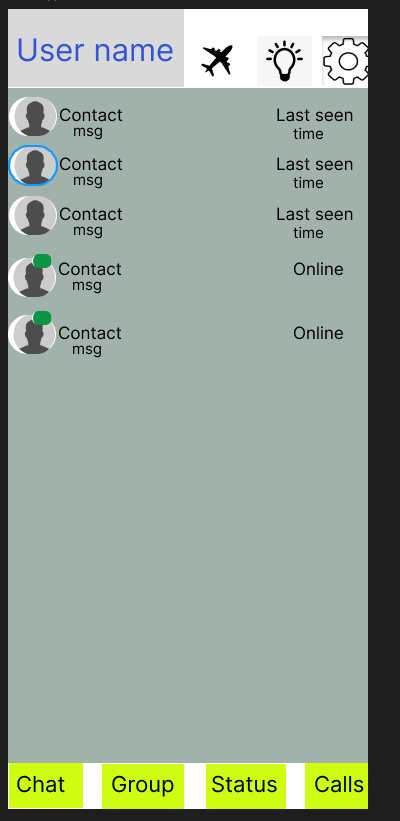 User name
Contact
msg
Last seen
time
Contact
msg
Last seen
time
Contact
msg
Last seen
time
Contact
msg
Online
Contact
msg
Online
Chat
Group
Status
Calls